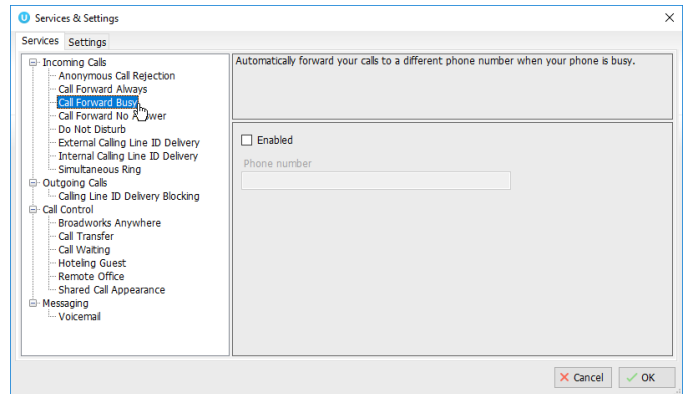 Services & Settings
Services Settings
Incoming Calls
Anonymous Call Rejection
Call Forward Always
Call Forward Busy
Call Forward No
Do Not Disturb
External Calling Line ID Delivery
Internal Calling Line ID Delivery
Simultaneous Ring
Outgoing Calls
Calling Line ID Delivery Blocking
Call Control
Broadworks Anywhere
Call Transfer
Call Waiting
Hoteling Guest
Remote Office
Shared Call Appearance
Messaging
Voicemail
Automatically forward your calls to a different phone number when your phone is busy.
Enabled
Phone number
Cancel OK